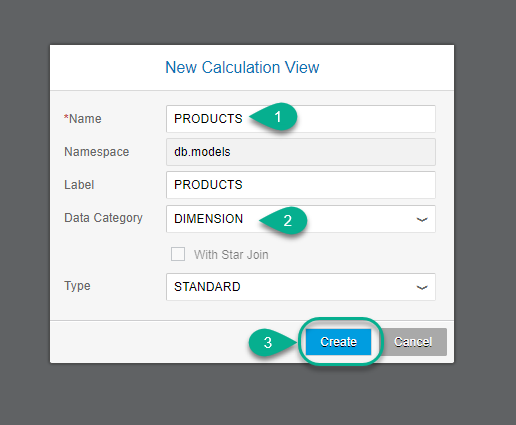 New Calculation View
*Name PRODUCTS 1
Namespace db.models
Label PRODUCTS
Data Category DIMENSION 2
With Star Join
Type STANDARD
3 Create Cancel